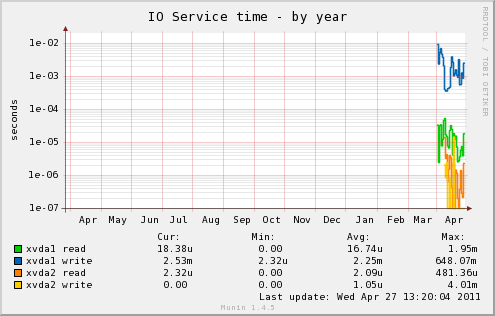 IO Service time - by year
RRDTOOL / TOBI OETIKER
seconds
1e-02
1e-03
1e-04
1e-05
1e-06
1e-07
Apr May Jun Jul Aug Sep Oct Nov Dec Jan Feb Mar Apr
Cur: Min: Avg: Max:
xvda1 read 18.38u 0.00 16.74u 1.95m
xvda1 write 2.53m 2.32u 2.25m 648.07m
xvda2 read 2.32u 0.00 2.09u 481.36u
xvda2 write 0.00 0.00 1.05u 4.01m
Last update: Wed Apr 27 13:20:04 2011
Munin 1.4.5